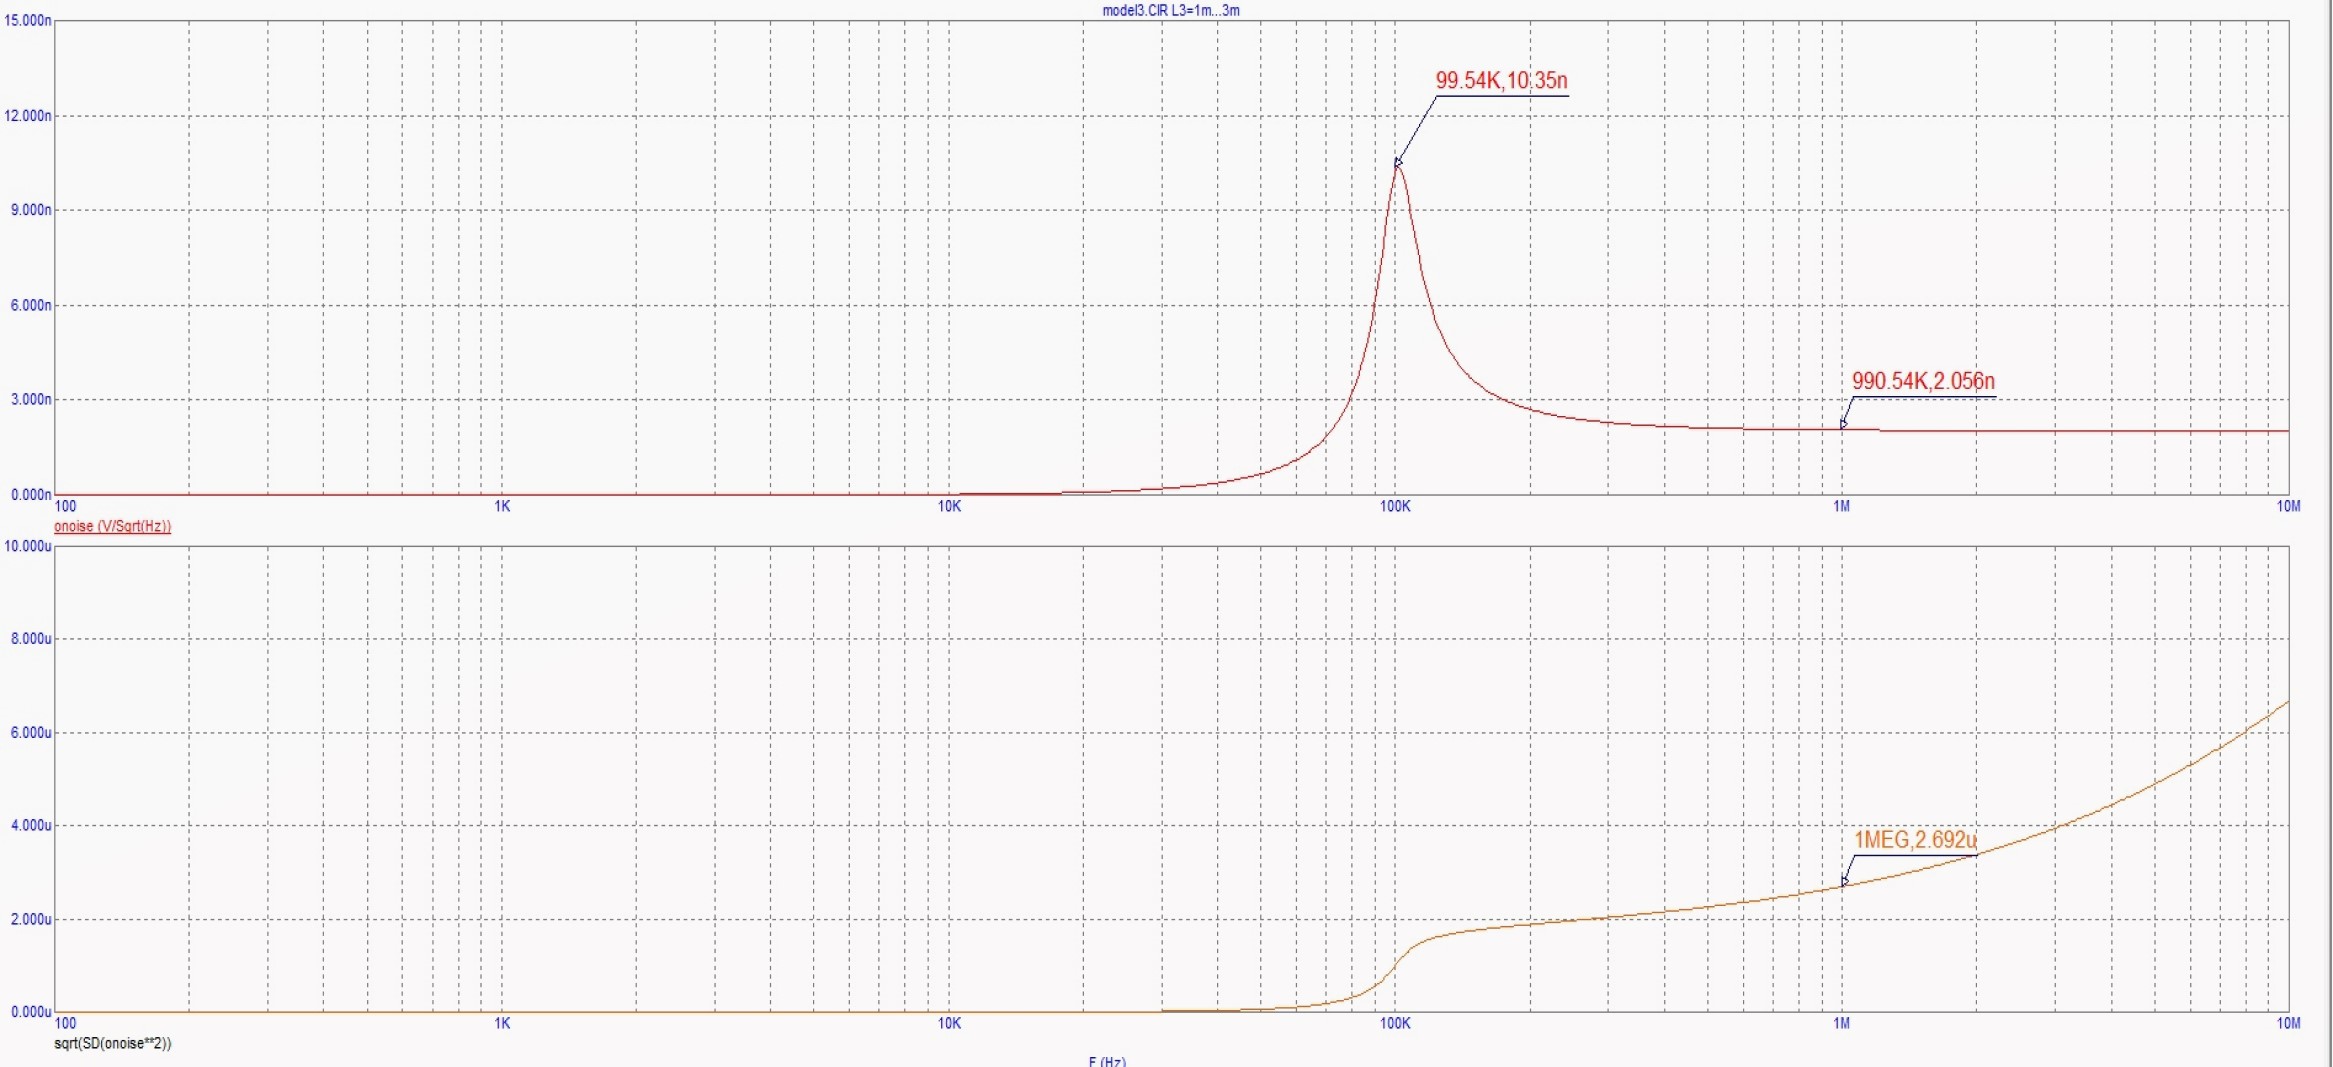 model3.CIR L3=1m...3m
15.000n
12.000n
9.000n
6.000n
3.000n
0.000n
99.54K,10.35n
990.54K,2.056n
100 1K 10K 100K 1M 10M
onoise (V/Sqrt(Hz))
10.000u
8.000u
6.000u
4.000u
2.000u
0.000u
1MEG,2.692u
100 1K 10K 100K 1M 10M
sqrt(SD(onoise**2))
F (Hz)